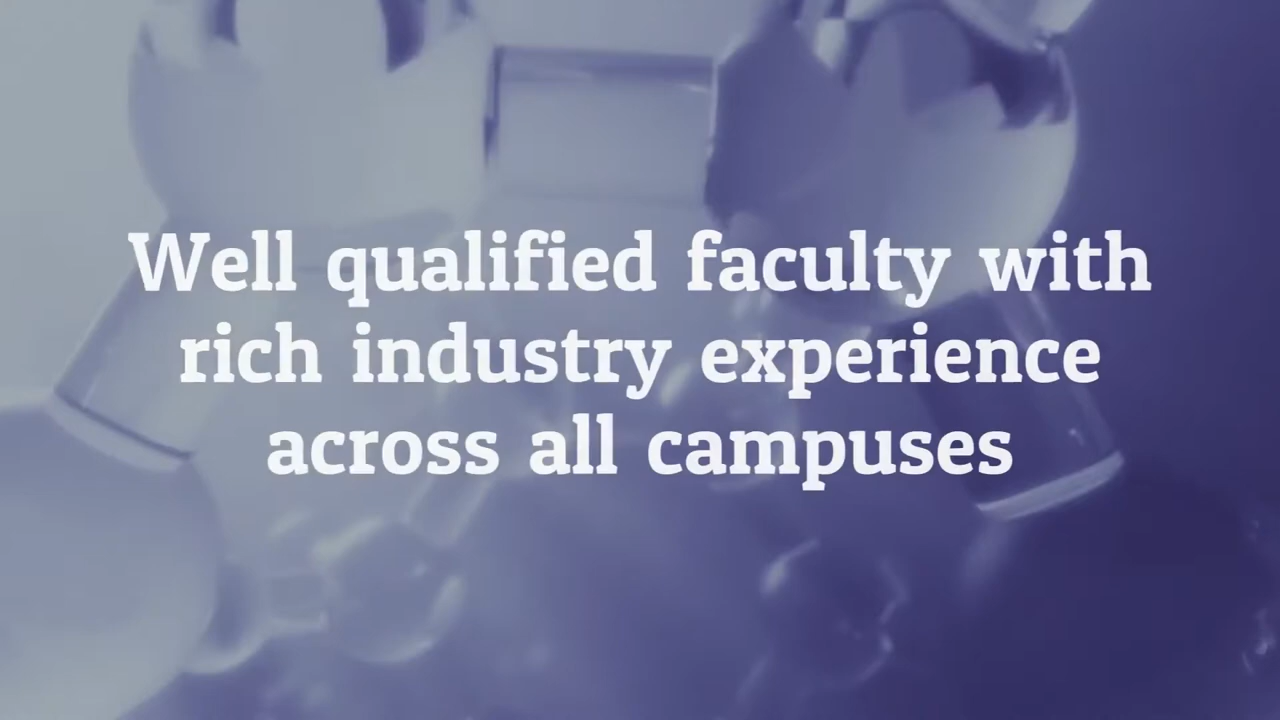 Well qualified faculty with
rich industry experience
across all campuses